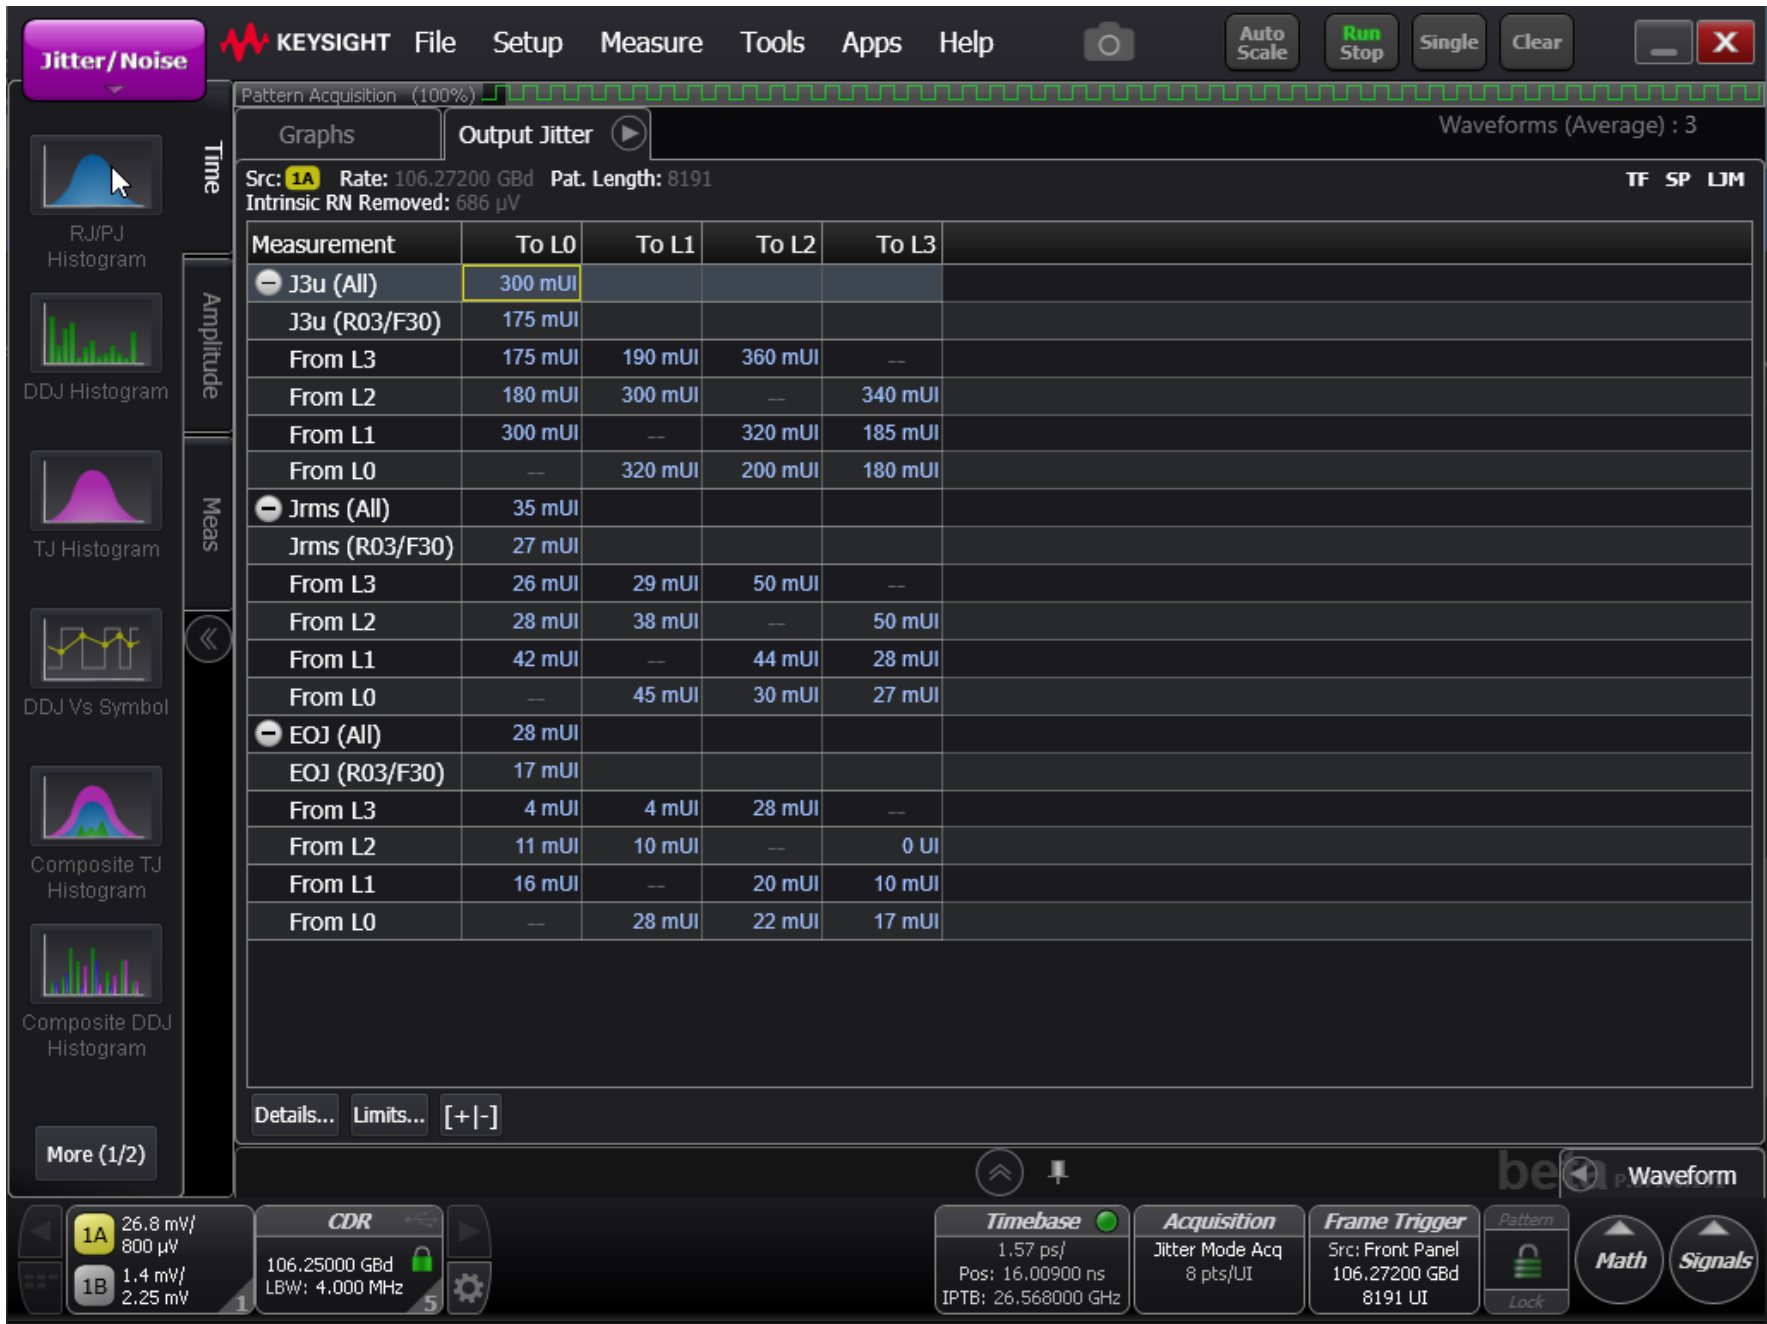 Jitter/Noise
KEYSIGHT File Setup Measure Tools Apps Help
Auto Scale
Run Stop
Single
Clear
X
Pattern Acquisition (100%)
Graphs
Output Jitter
Waveforms (Average) : 3
Src: 1A Rate: 106.27200 GBd Pat. Length: 8191
TF SP LJM
Intrinsic RN Removed: 686 µV
Time
Amplitude
Meas
RJ/PJ
Histogram
DDJ Histogram
TJ Histogram
DDJ Vs Symbol
Composite TJ
Histogram
Composite DDJ
Histogram
More (1/2)
Measurement To L0 To L1 To L2 To L3
J3u (All) 300 mUI
J3u (R03/F30) 175 mUI
From L3 175 mUI 190 mUI 360 mUI --
From L2 180 mUI 300 mUI -- 340 mUI
From L1 300 mUI -- 320 mUI 185 mUI
From L0 -- 320 mUI 200 mUI 180 mUI
Jrms (All) 35 mUI
Jrms (R03/F30) 27 mUI
From L3 26 mUI 29 mUI 50 mUI --
From L2 28 mUI 38 mUI -- 50 mUI
From L1 42 mUI -- 44 mUI 28 mUI
From L0 -- 45 mUI 30 mUI 27 mUI
EOJ (All) 28 mUI
EOJ (R03/F30) 17 mUI
From L3 4 mUI 4 mUI 28 mUI --
From L2 11 mUI 10 mUI -- 0 UI
From L1 16 mUI -- 20 mUI 10 mUI
From L0 -- 28 mUI 22 mUI 17 mUI
Details... Limits... [+|-]
Waveform
1A 26.8 mV/
800 µV
1B 1.4 mV/
2.25 mV
1
CDR
106.25000 GBd
LBW: 4.000 MHz
5
Timebase
1.57 ps/
Pos: 16.00900 ns
IPTB: 26.568000 GHz
Acquisition
Jitter Mode Acq
8 pts/UI
Frame Trigger
Src: Front Panel
106.27200 GBd
8191 UI
Pattern
Lock
Math
Signals